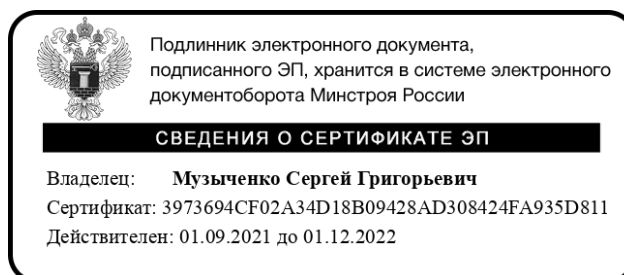 Подлинник электронного документа,
подписанного ЭП, хранится в системе электронного
документоборота Минстроя России
СВЕДЕНИЯ О СЕРТИФИКАТЕ ЭП
Владелец: Музыченко Сергей Григорьевич
Сертификат: 3973694CF02A34D18B09428AD308424FA935D811
Действителен: 01.09.2021 до 01.12.2022